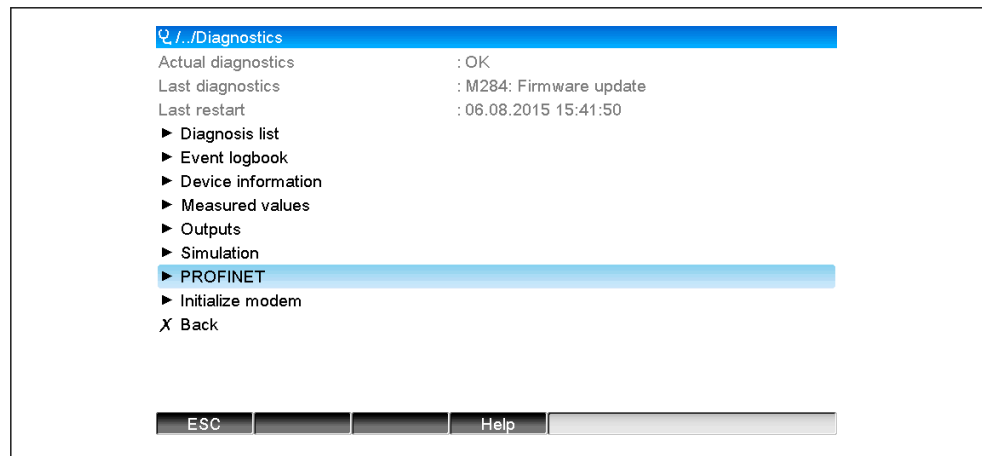 /../Diagnostics
Actual diagnostics : OK
Last diagnostics : M284: Firmware update
Last restart : 06.08.2015 15:41:50
► Diagnosis list
► Event logbook
► Device information
► Measured values
► Outputs
► Simulation
► PROFINET
► Initialize modem
X Back
ESC Help